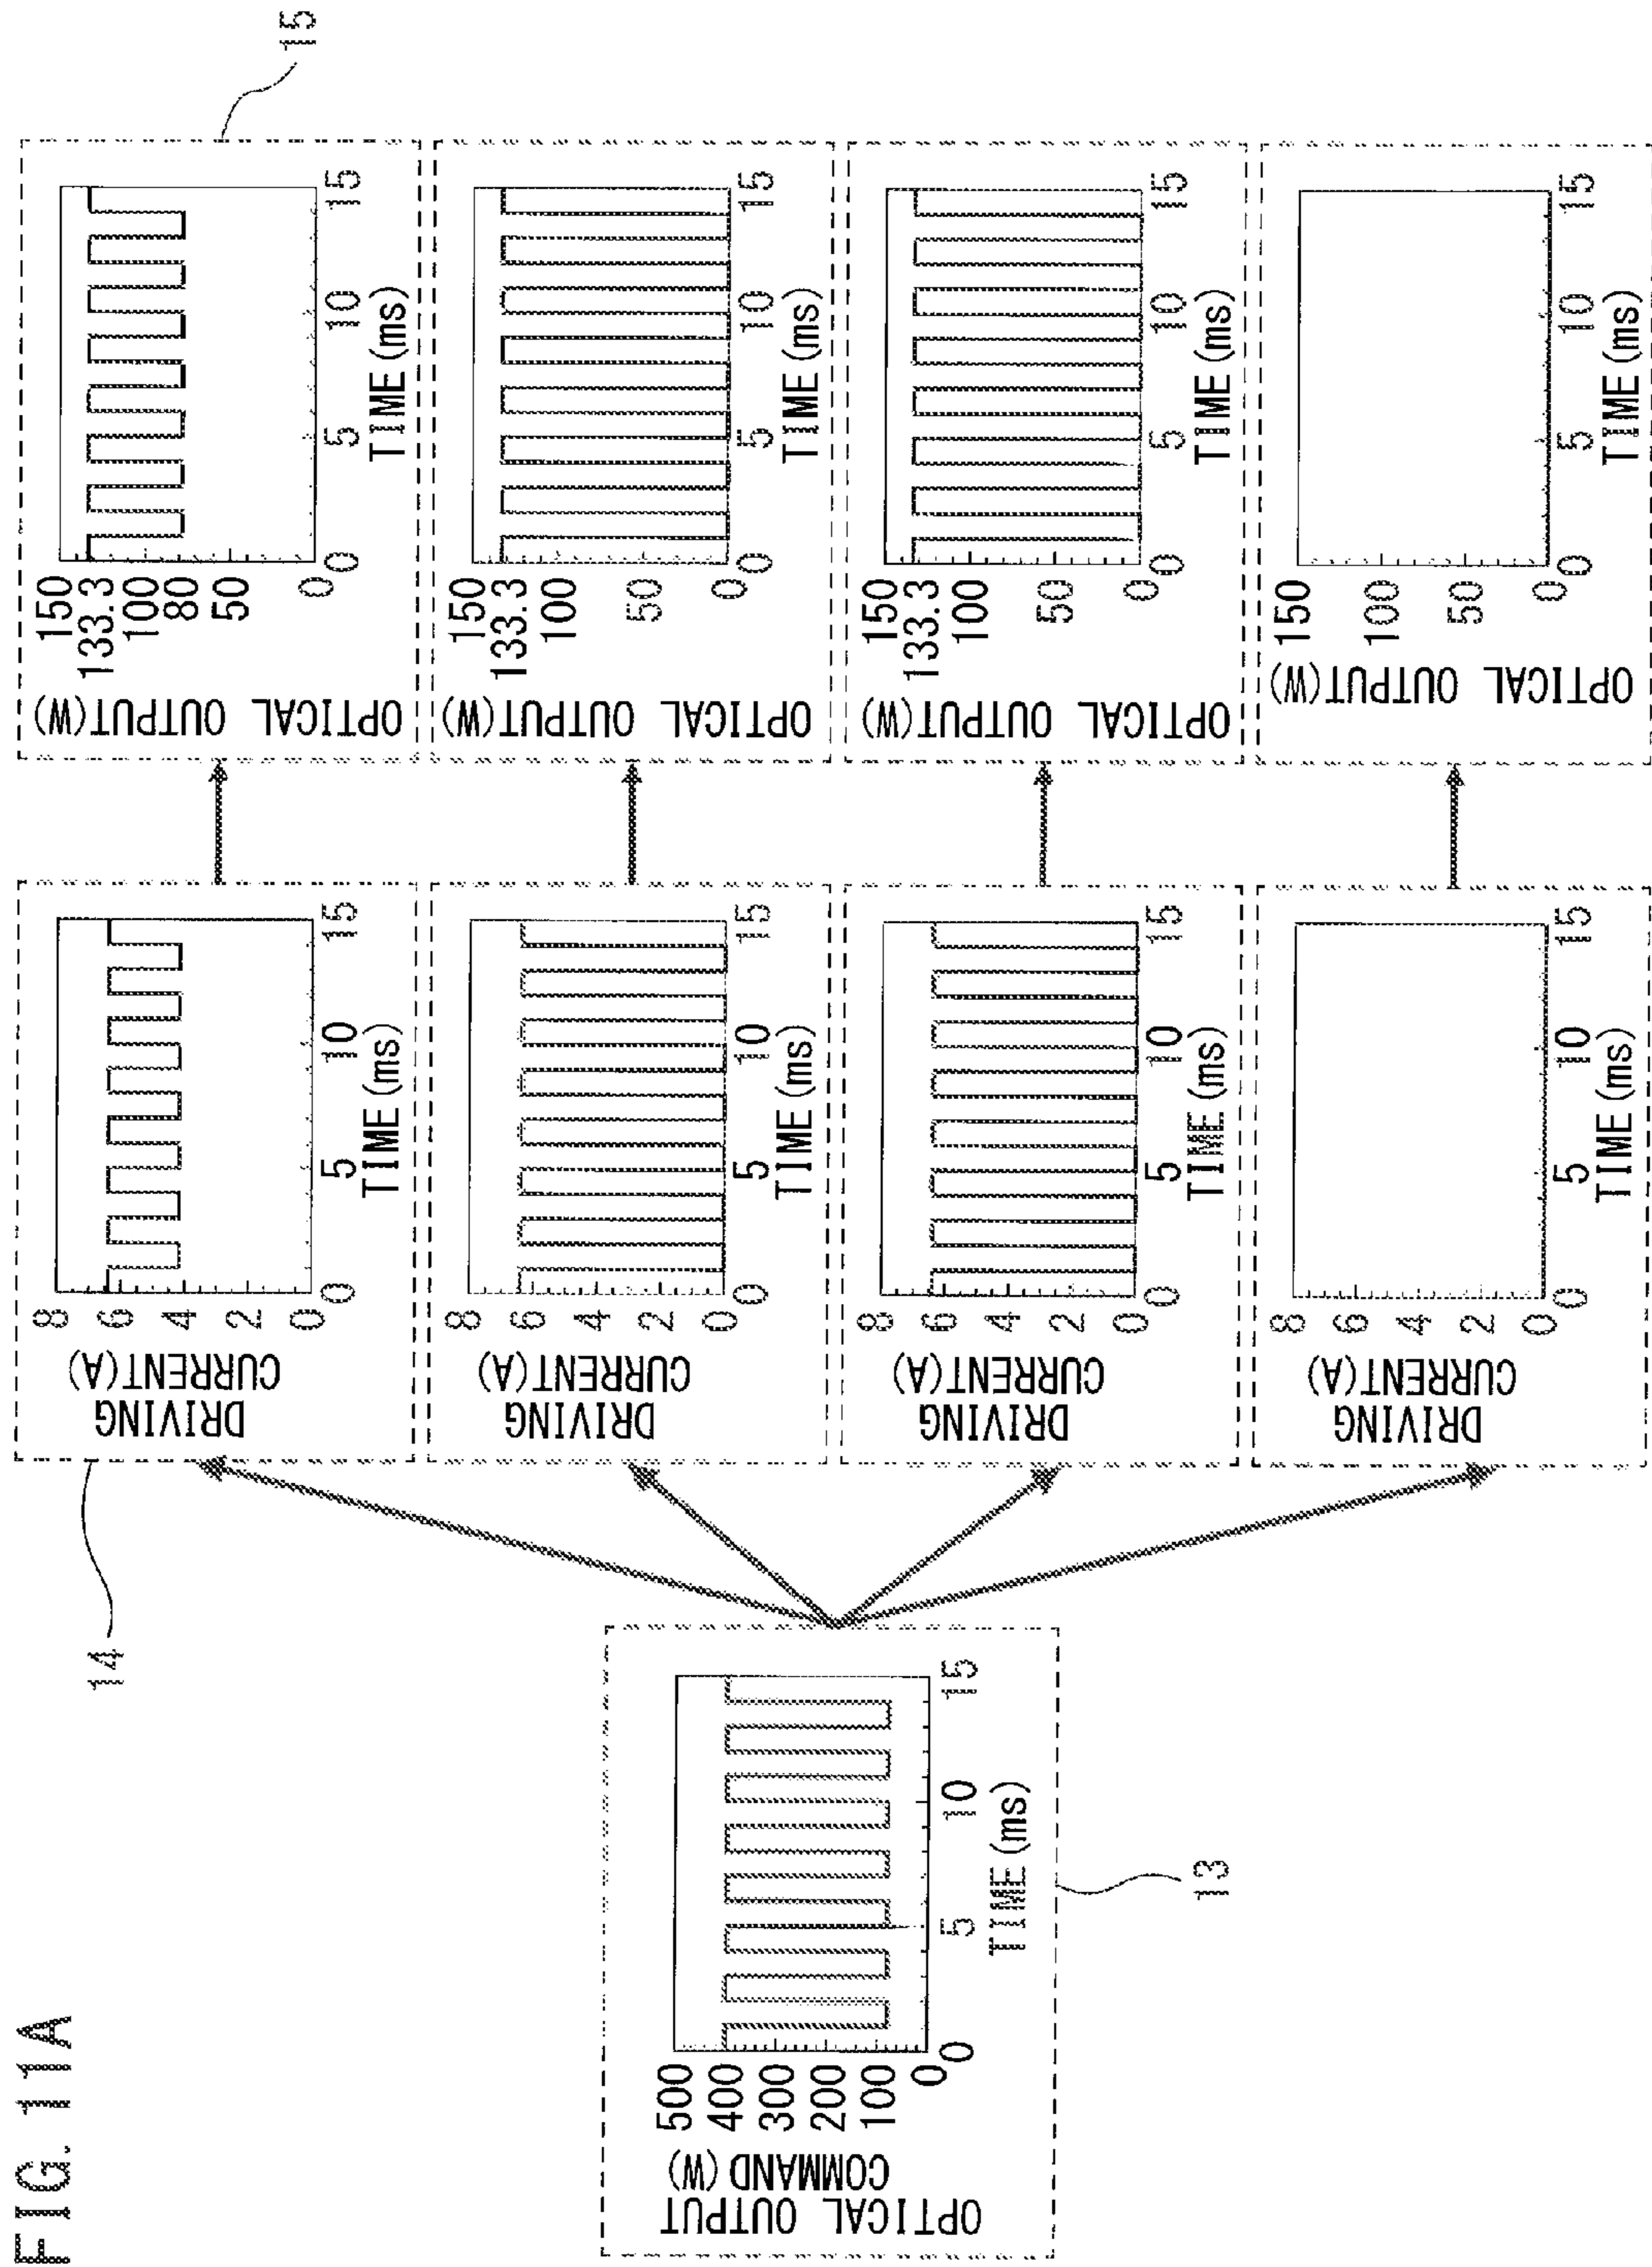 FIG. 11A
13
OPTICAL OUTPUT
COMMAND (W)
500
400
300
200
100
0
0 5 10 15
TIME (ms)
14
DRIVING
CURRENT(A)
8
6
4
2
0
0 5 10 15
TIME (ms)
DRIVING
CURRENT(A)
8
6
4
2
0
0 5 10 15
TIME (ms)
DRIVING
CURRENT(A)
8
6
4
2
0
0 5 10 15
TIME (ms)
DRIVING
CURRENT(A)
8
6
4
2
0
0 5 10 15
TIME (ms)
15
OPTICAL OUTPUT(W)
150
133.3
100
80
50
0
0 5 10 15
TIME (ms)
OPTICAL OUTPUT(W)
150
133.3
100
50
0
0 5 10 15
TIME (ms)
OPTICAL OUTPUT(W)
150
133.3
100
50
0
0 5 10 15
TIME (ms)
OPTICAL OUTPUT(W)
150
100
50
0
0 5 10 15
TIME (ms)